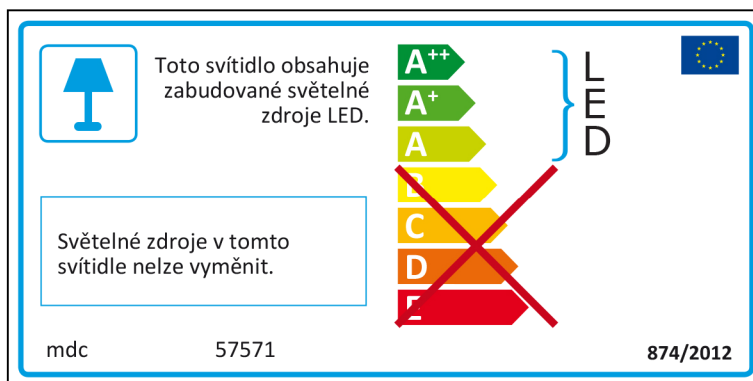 Toto svítidlo obsahuje
zabudované světelné
zdroje LED.
A++
A+
A
B
C
D
E
L
E
D
Světelné zdroje v tomto
svítidle nelze vyměnit.
mdc 57571
874/2012